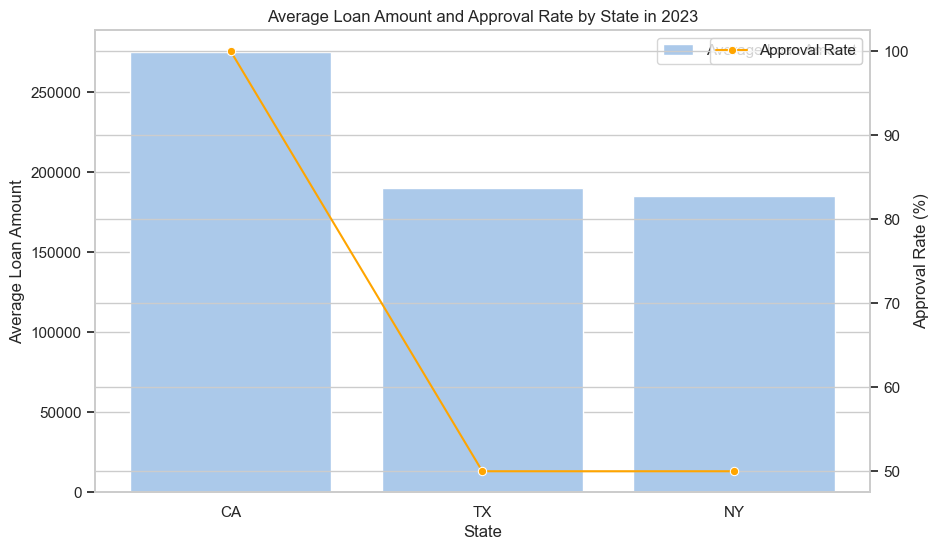 Average Loan Amount and Approval Rate by State in 2023
Approval Rate
250000
200000
150000
100000
50000
0
Average Loan Amount
100
90
80
70
60
50
Approval Rate (%)
CA
TX
NY
State